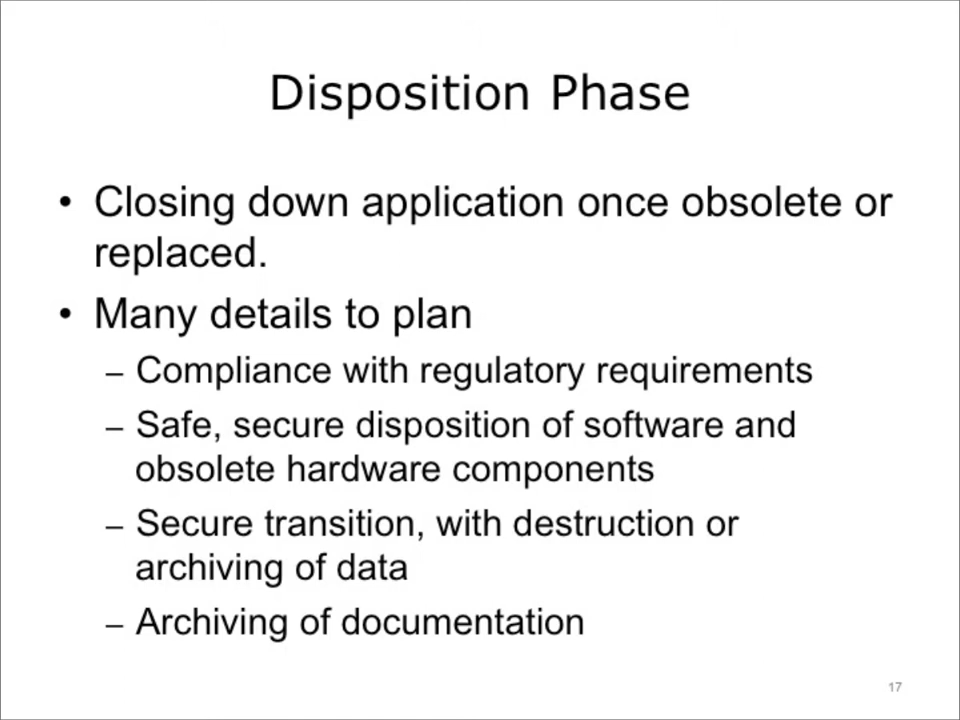 Disposition Phase
• Closing down application once obsolete or
replaced.
• Many details to plan
– Compliance with regulatory requirements
– Safe, secure disposition of software and
obsolete hardware components
– Secure transition, with destruction or
archiving of data
– Archiving of documentation
17